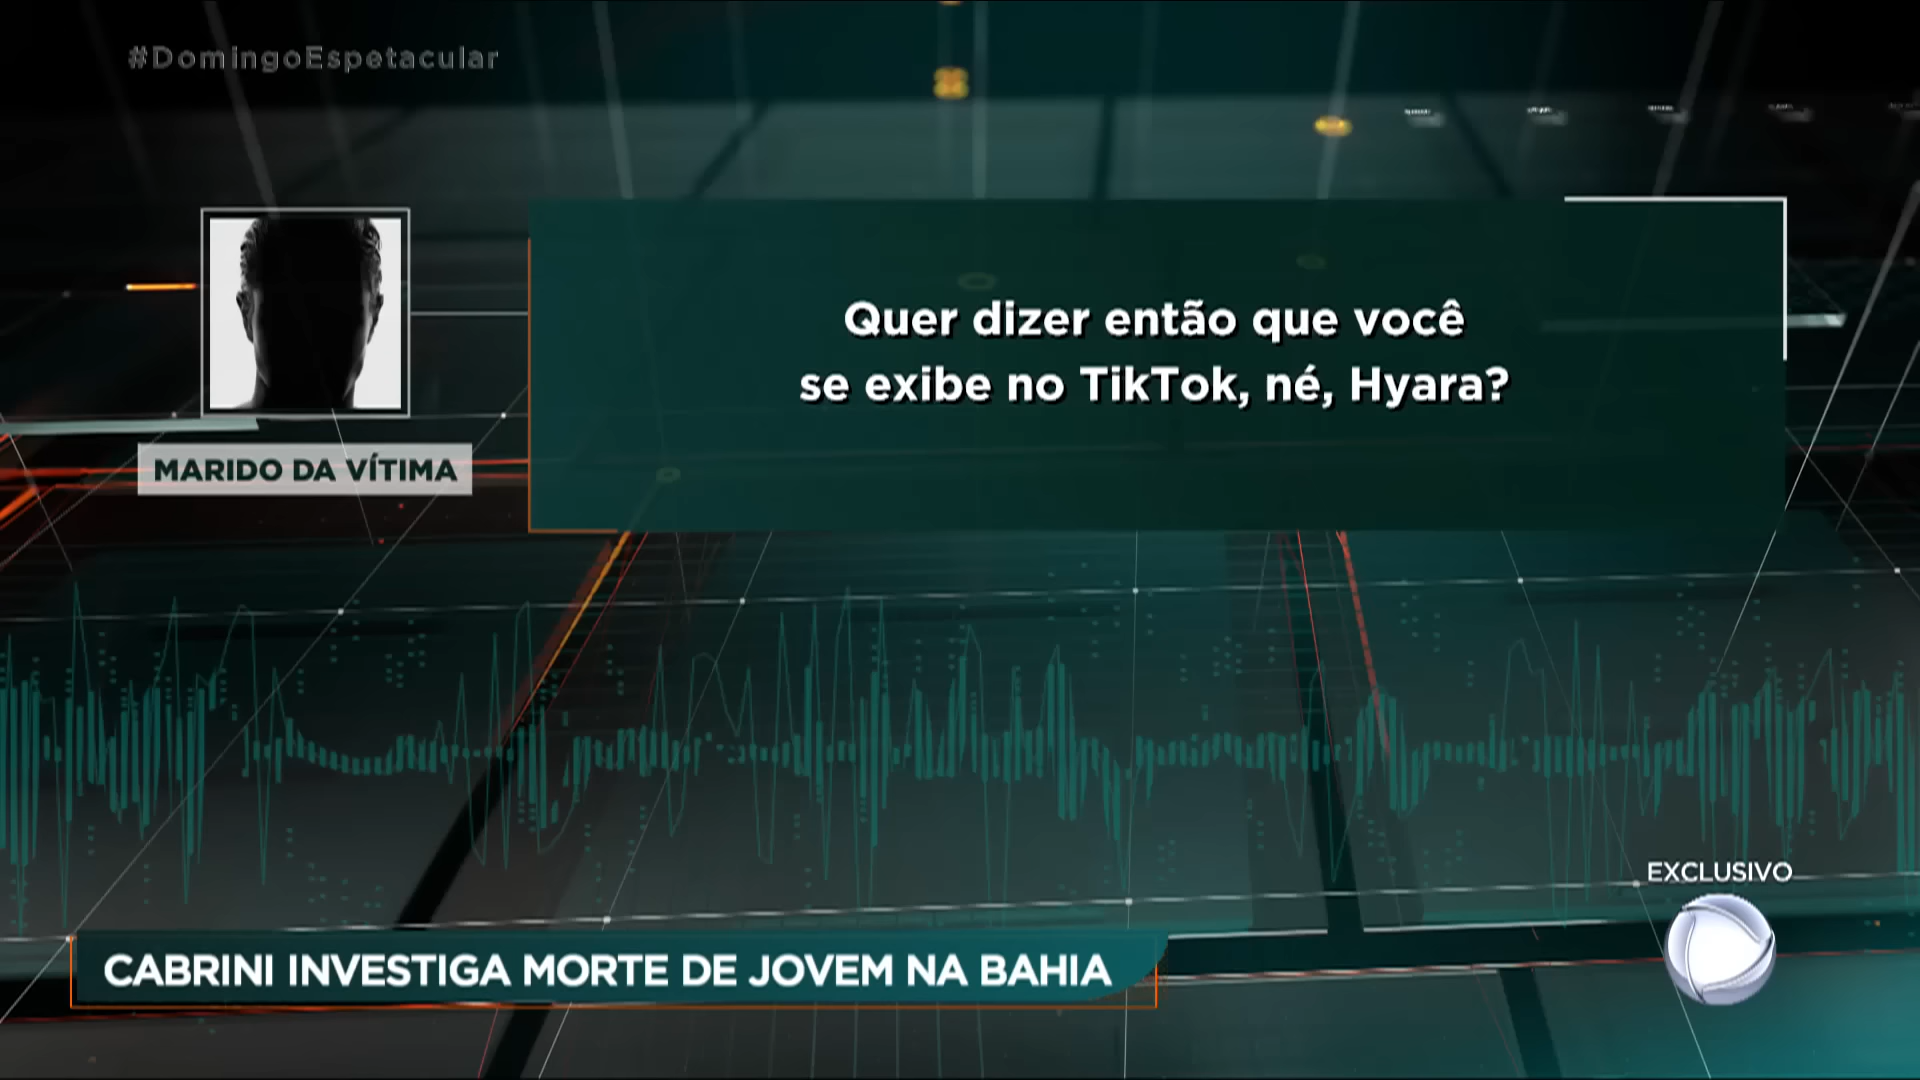 #DomingoEspetacular
Quer dizer então que você
se exibe no TikTok, né, Hyara?
MARIDO DA VÍTIMA
EXCLUSIVO
CABRINI INVESTIGA MORTE DE JOVEM NA BAHIA